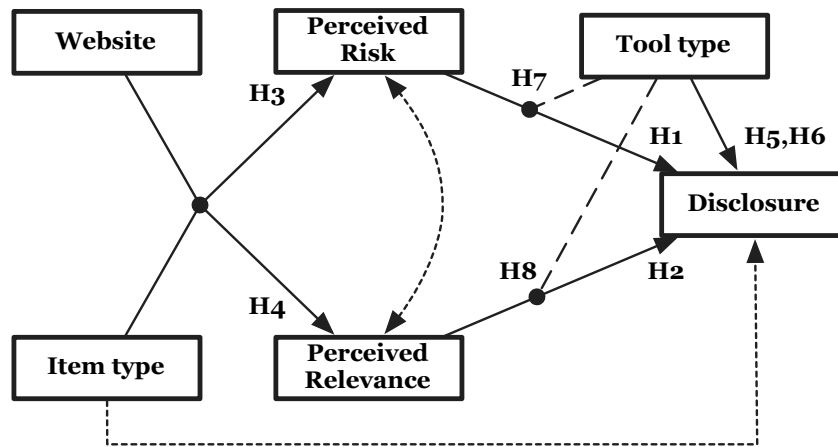 Website
Perceived
Risk
Tool type
H3
H7
H1
H5,H6
Disclosure
H4
H8
H2
Item type
Perceived
Relevance